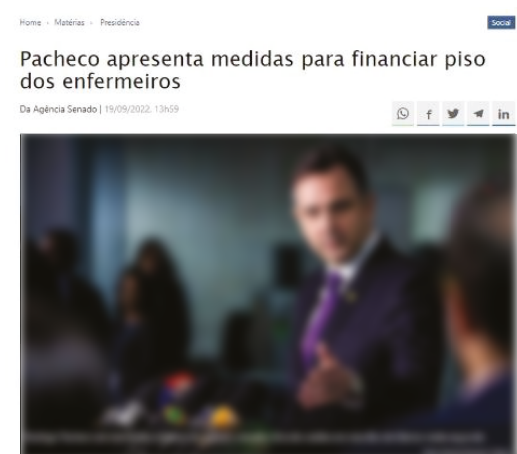 Home › Matérias › Presidência
Social
Pacheco apresenta medidas para financiar piso
dos enfermeiros
Da Agência Senado | 19/09/2022, 13h59